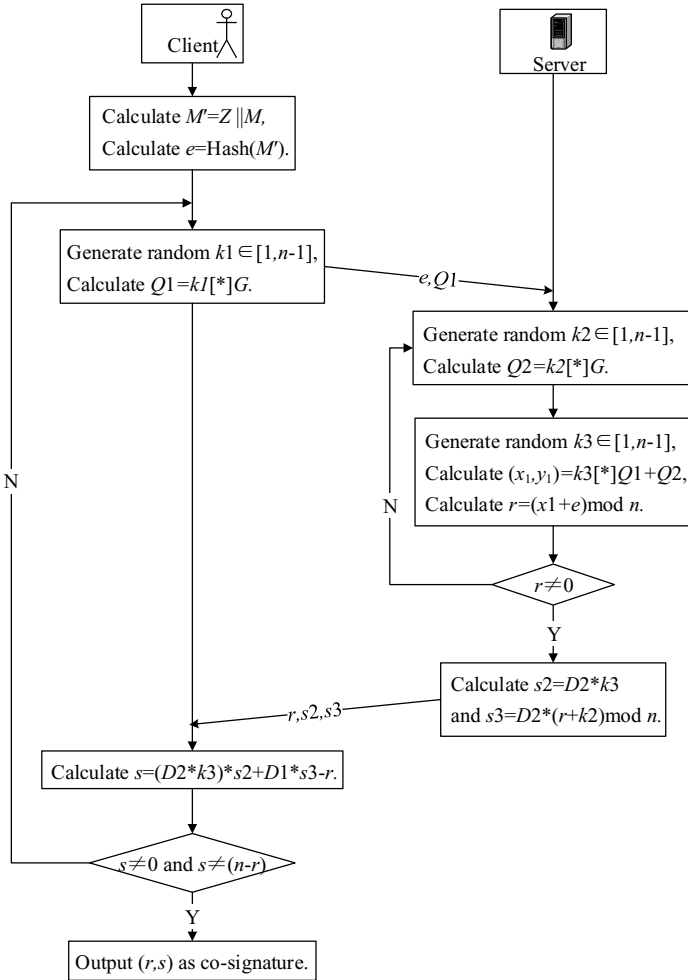 Client
Server
Calculate M′=Z ||M,
Calculate e=Hash(M′).
Generate random k1∈[1,n-1],
Calculate Q1=k1[*]G.
e,Q1
Generate random k2∈[1,n-1],
Calculate Q2=k2[*]G.
Generate random k3∈[1,n-1],
Calculate (x₁,y₁)=k3[*]Q1+Q2,
Calculate r=(x1+e)mod n.
N
N
r≠0
Y
Calculate s2=D2*k3
and s3=D2*(r+k2)mod n.
r,s2,s3
Calculate s=(D2*k3)*s2+D1*s3-r.
s≠0 and s≠(n-r)
Y
Output (r,s) as co-signature.